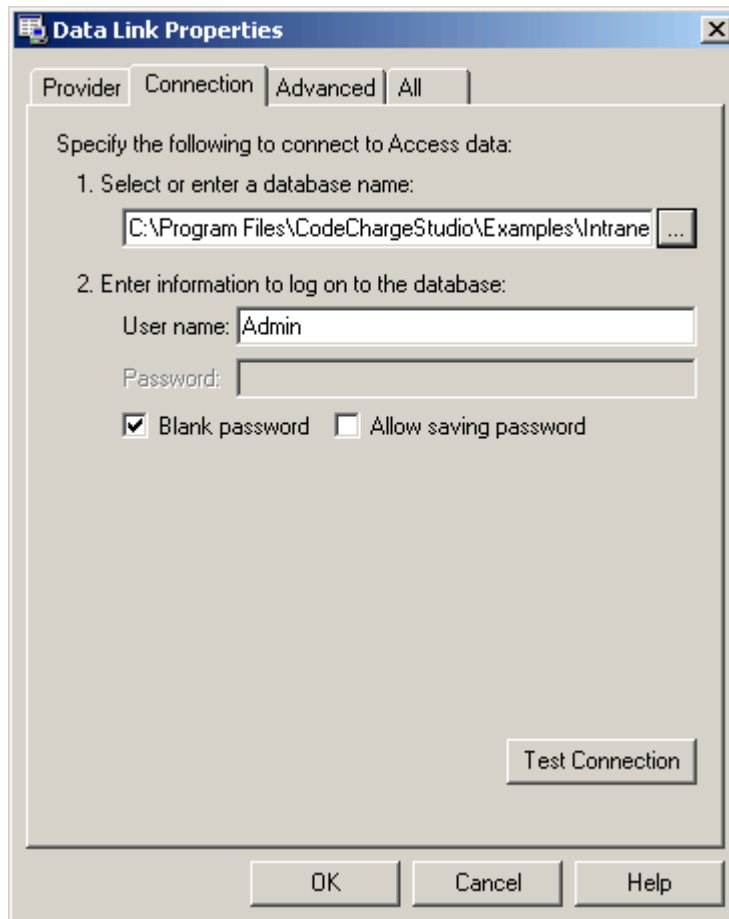 Data Link Properties
Provider Connection Advanced All
Specify the following to connect to Access data:
1. Select or enter a database name:
C:\Program Files\CodeChargeStudio\Examples\Intrane ...
2. Enter information to log on to the database:
User name: Admin
Password:
Blank password Allow saving password
Test Connection
OK Cancel Help